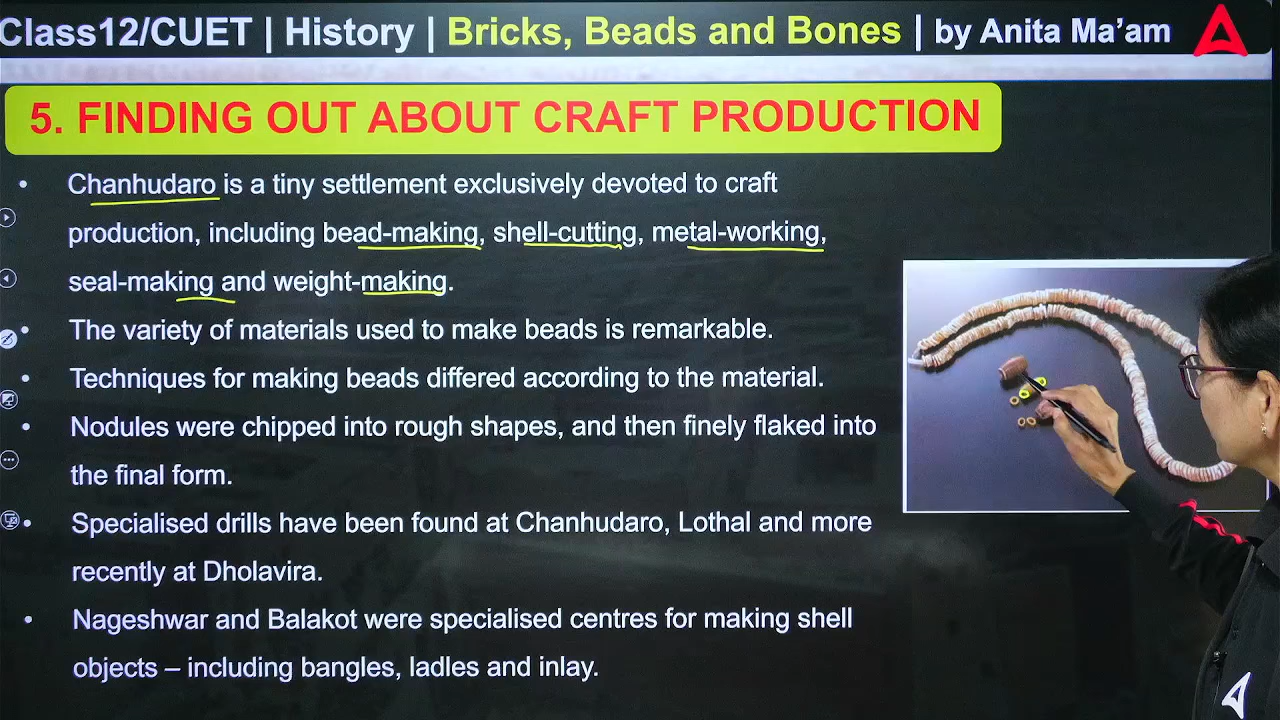 Class12/CUET | History | Bricks, Beads and Bones | by Anita Ma’am
5. FINDING OUT ABOUT CRAFT PRODUCTION
• Chanhudaro is a tiny settlement exclusively devoted to craft
production, including bead-making, shell-cutting, metal-working,
seal-making and weight-making.
• The variety of materials used to make beads is remarkable.
• Techniques for making beads differed according to the material.
• Nodules were chipped into rough shapes, and then finely flaked into
the final form.
• Specialised drills have been found at Chanhudaro, Lothal and more
recently at Dholavira.
• Nageshwar and Balakot were specialised centres for making shell
objects – including bangles, ladles and inlay.